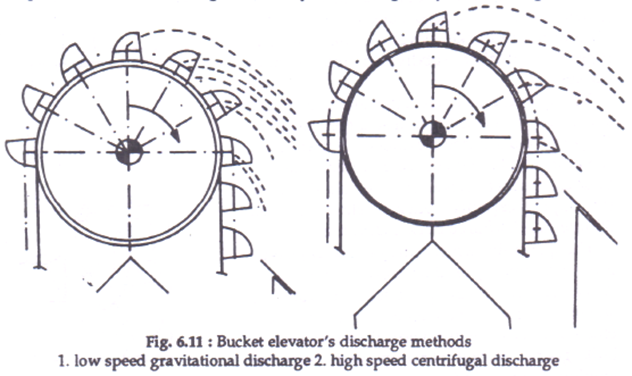 Fig. 6.11 : Bucket elevator's discharge methods
1. low speed gravitational discharge 2. high speed centrifugal discharge